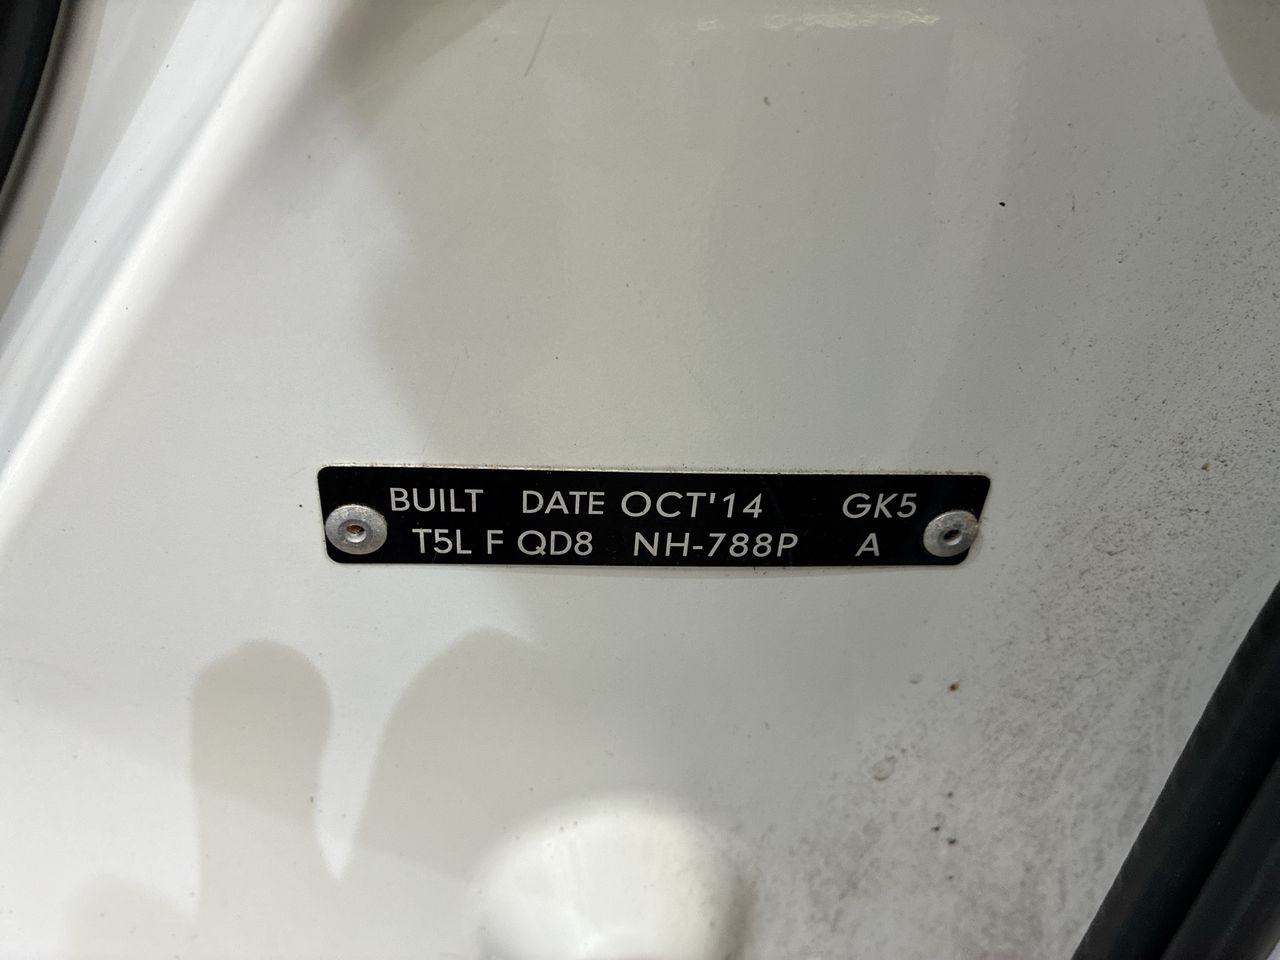 BUILT DATE OCT'14 GK5
T5L F QD8 NH-788P A